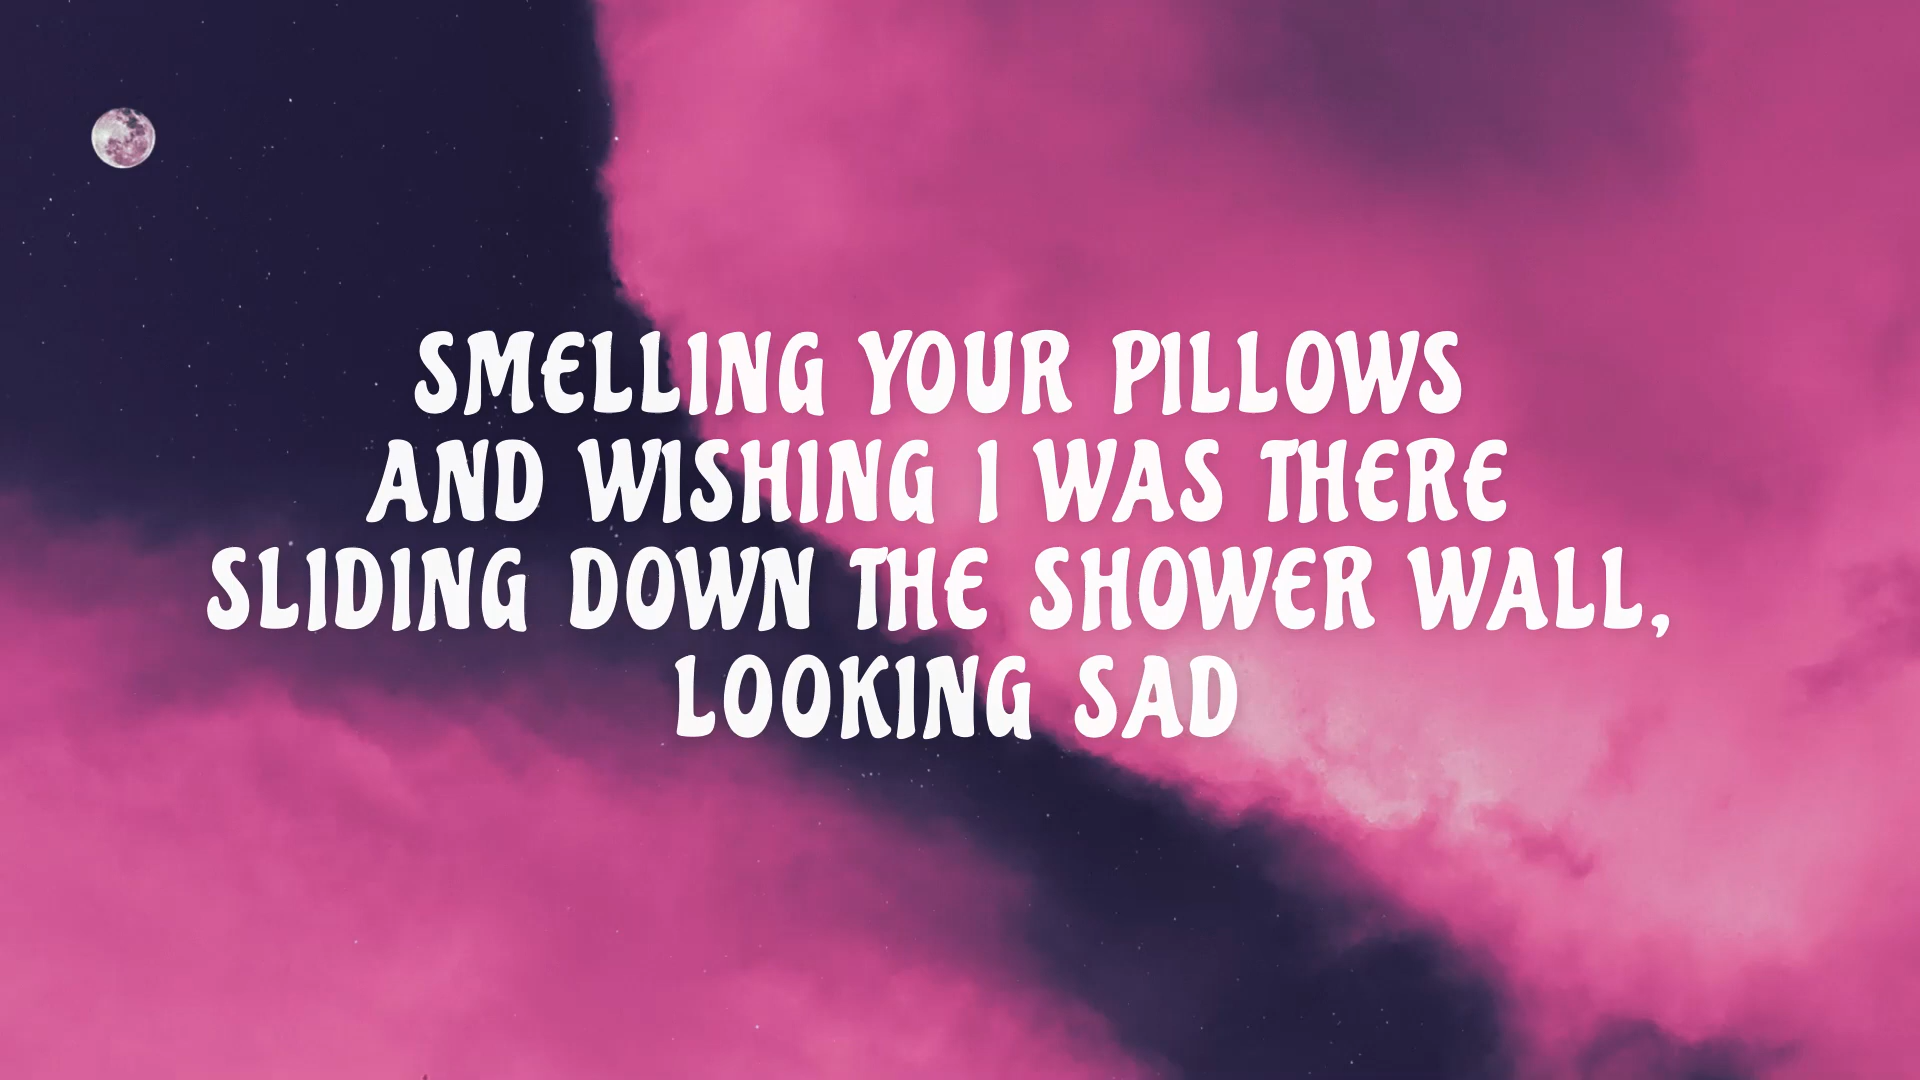 SMELLING YOUR PILLOWS
AND WISHING I WAS THERE
SLIDING DOWN THE SHOWER WALL,
LOOKING SAD